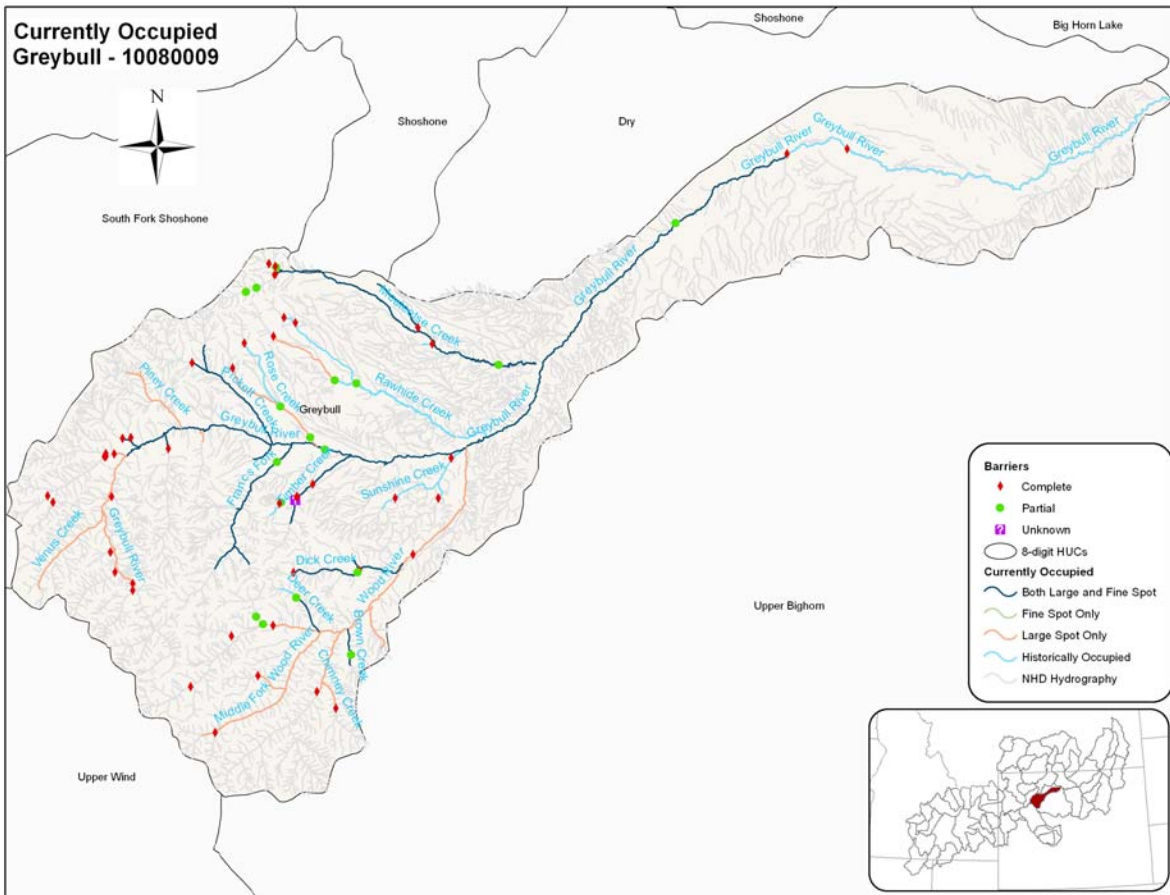 Currently Occupied
Greybull - 10080009
N
Shoshone
Big Horn Lake
Shoshone
Dry
South Fork Shoshone
Greybull River
Greybull River
Greybull River
Greybull River
Meeteetse Creek
Rawhide Creek
Rose Creek
Pickett Creek
Piney Creek
Greybull
Greybull River
Greybull River
Francs Fork
Timber Creek
Sunshine Creek
Venus Creek
Greybull River
Dick Creek
Wood River
Deer Creek
Brown Creek
Middle Fork Wood River
Chimney Creek
Upper Bighorn
Upper Wind
Barriers
Complete
Partial
?
Unknown
8-digit HUCs
Currently Occupied
Both Large and Fine Spot
Fine Spot Only
Large Spot Only
Historically Occupied
NHD Hydrography